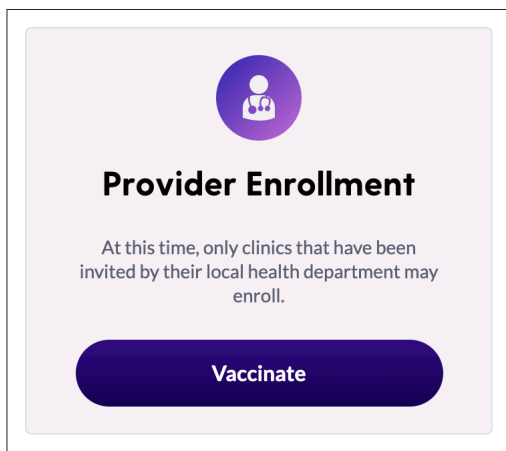 Provider Enrollment
At this time, only clinics that have been
invited by their local health department may
enroll.
Vaccinate